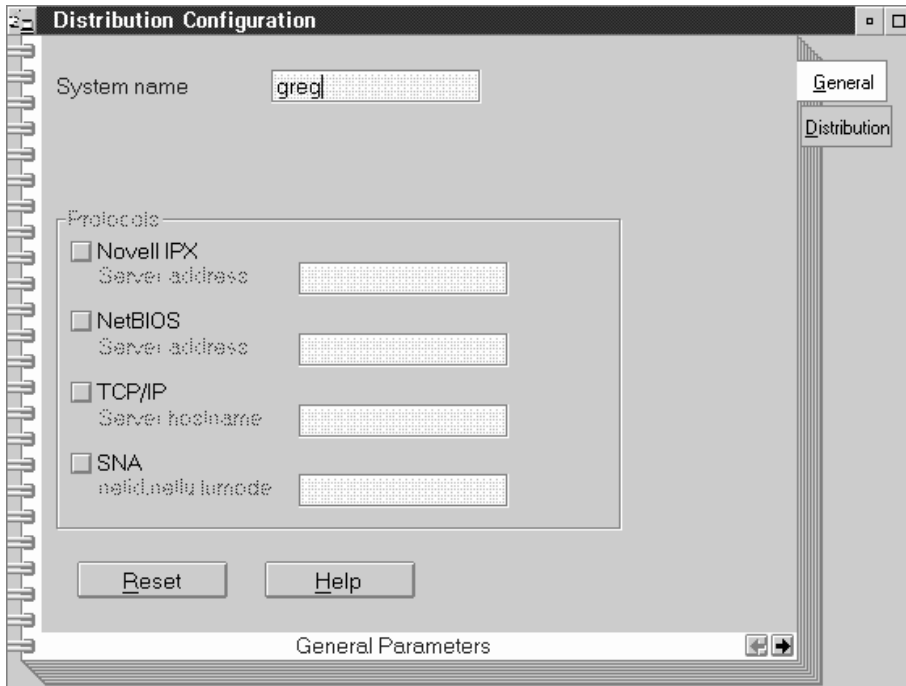 Distribution Configuration
System name
greg
General
Distribution
Protocols
Novell IPX
Server address
NetBIOS
Server address
TCP/IP
Server hostname
SNA
netid.netlu tumode
Reset
Help
General Parameters